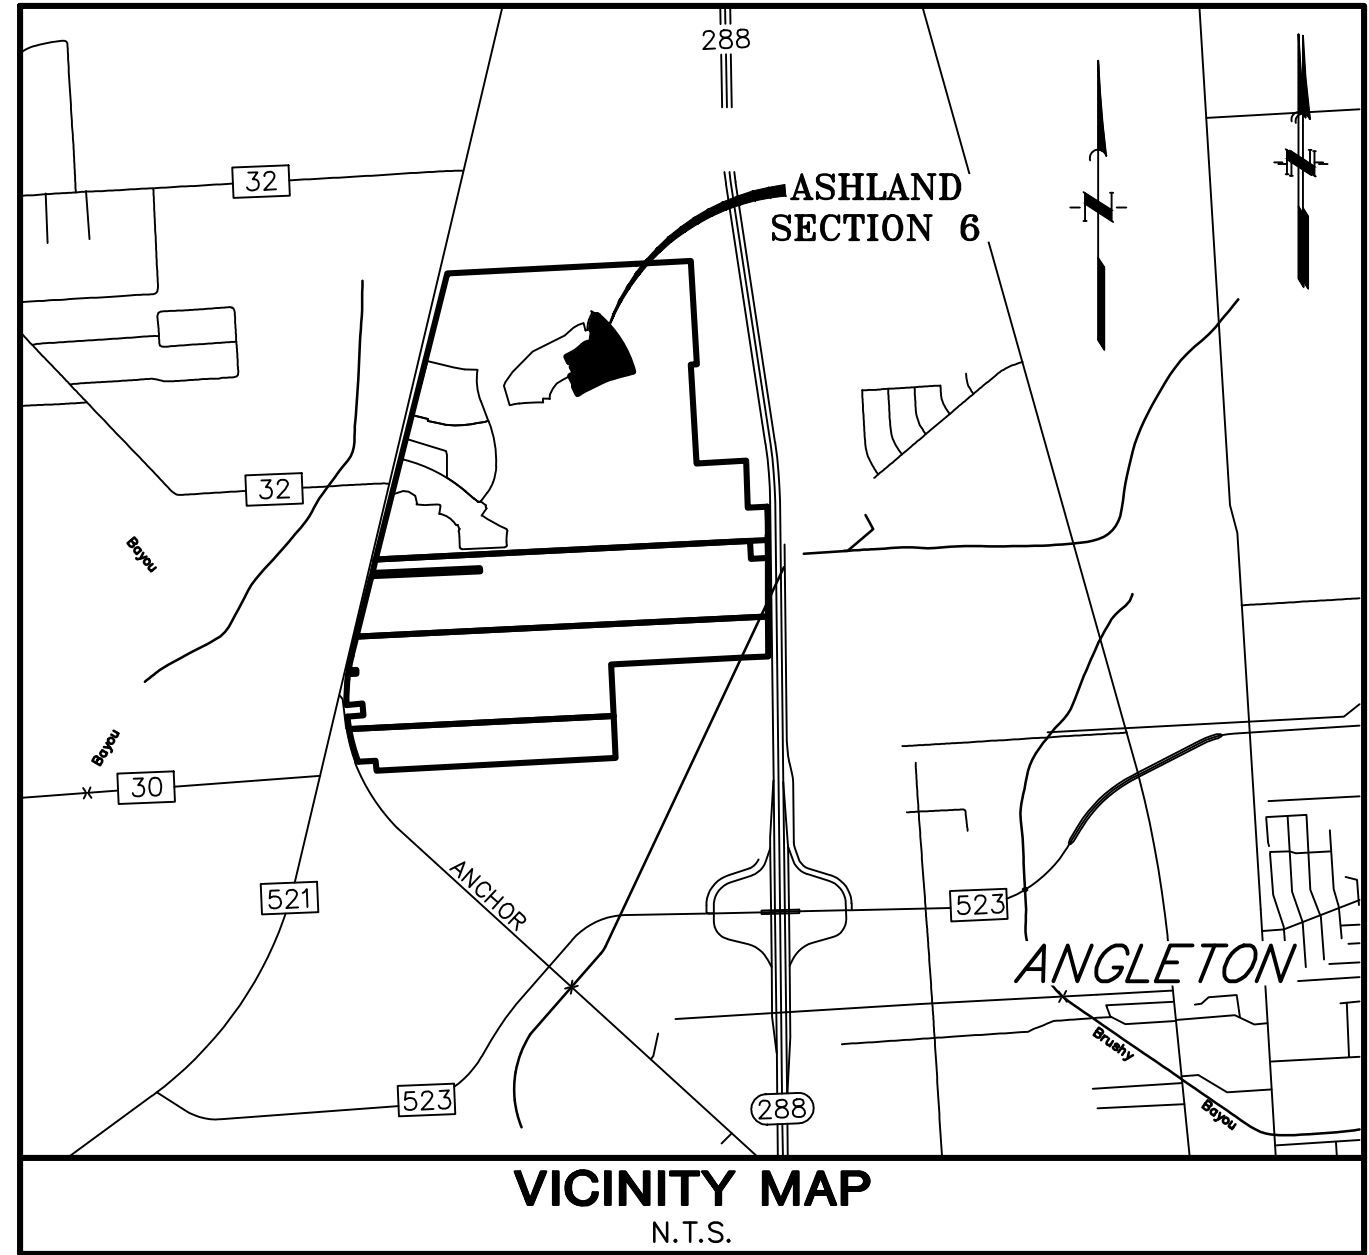 288
N
N
32
ASHLAND
SECTION 6
32
Bayou
Bayou
30
521
ANCHOR
523
ANGLETON
Brushy
Bayou
523
288
VICINITY MAP
N.T.S.